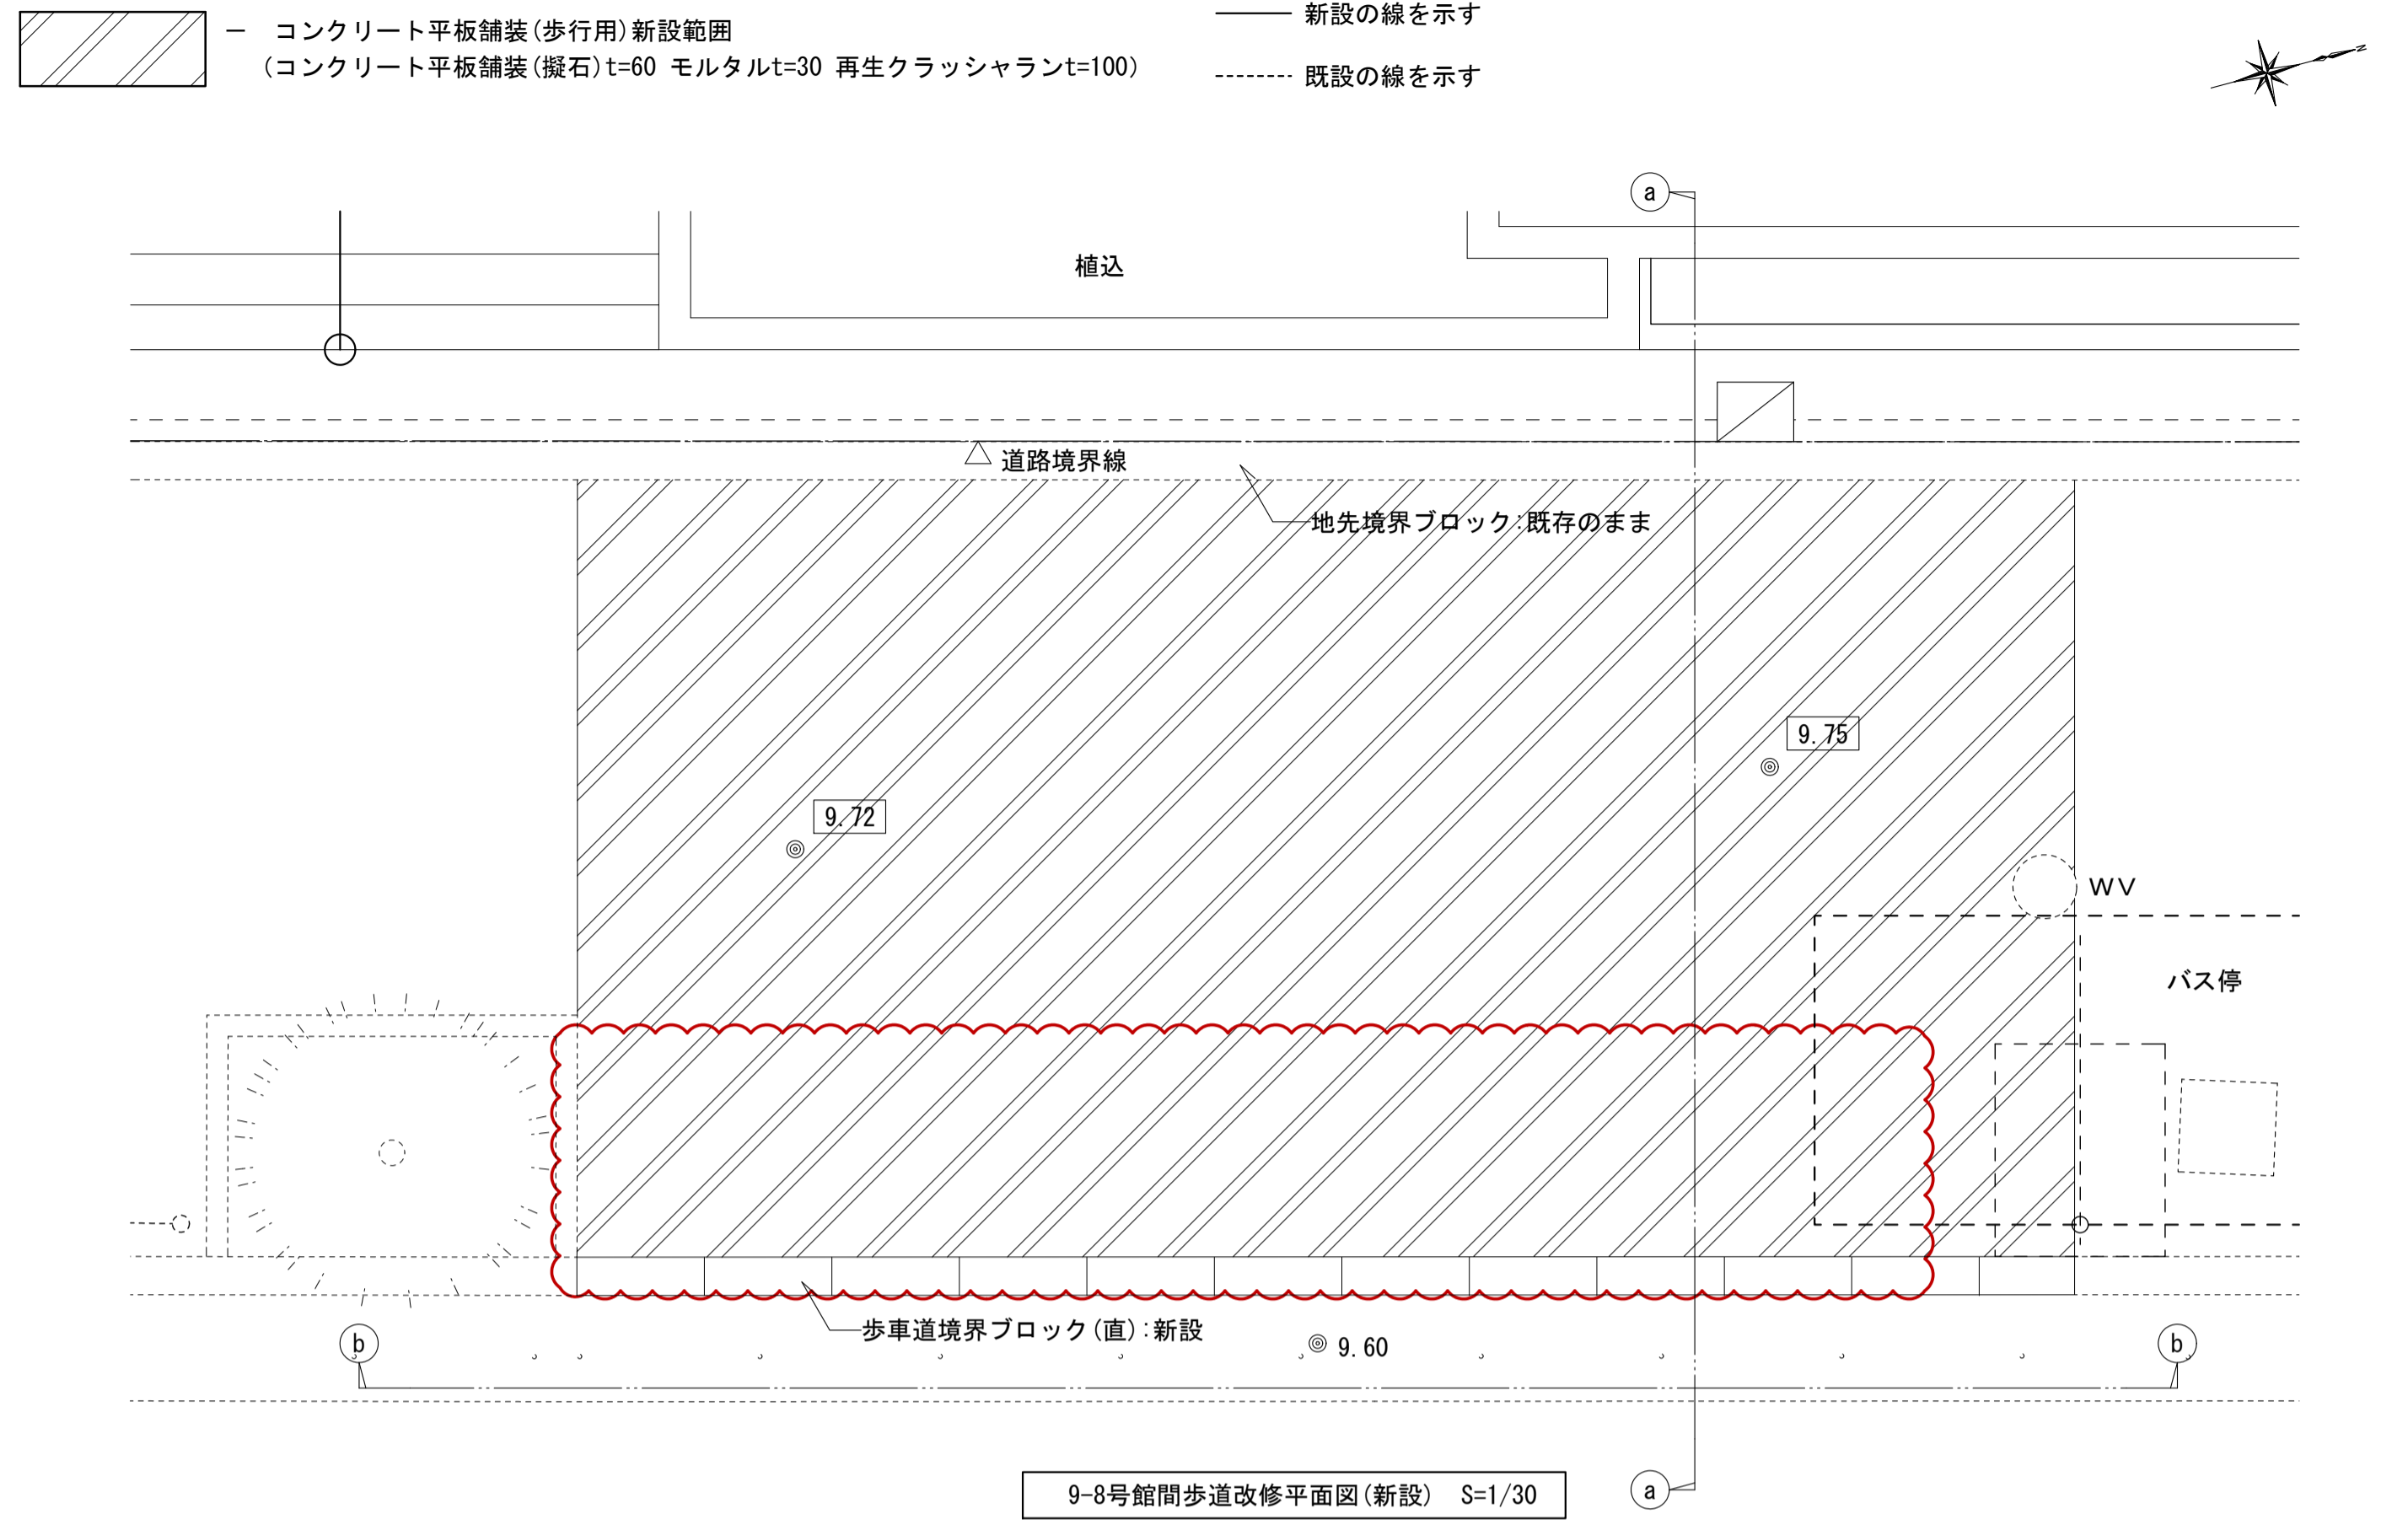 ― コンクリート平板舗装(歩行用)新設範囲
(コンクリート平板舗装(擬石)t=60 モルタルt=30 再生クラッシャランt=100)
新設の線を示す
既設の線を示す
N
a
植込
道路境界線
地先境界ブロック:既存のまま
9.75
9.72
WV
バス停
歩車道境界ブロック(直):新設
9.60
b
b
a
9-8号館間歩道改修平面図(新設) S=1/30